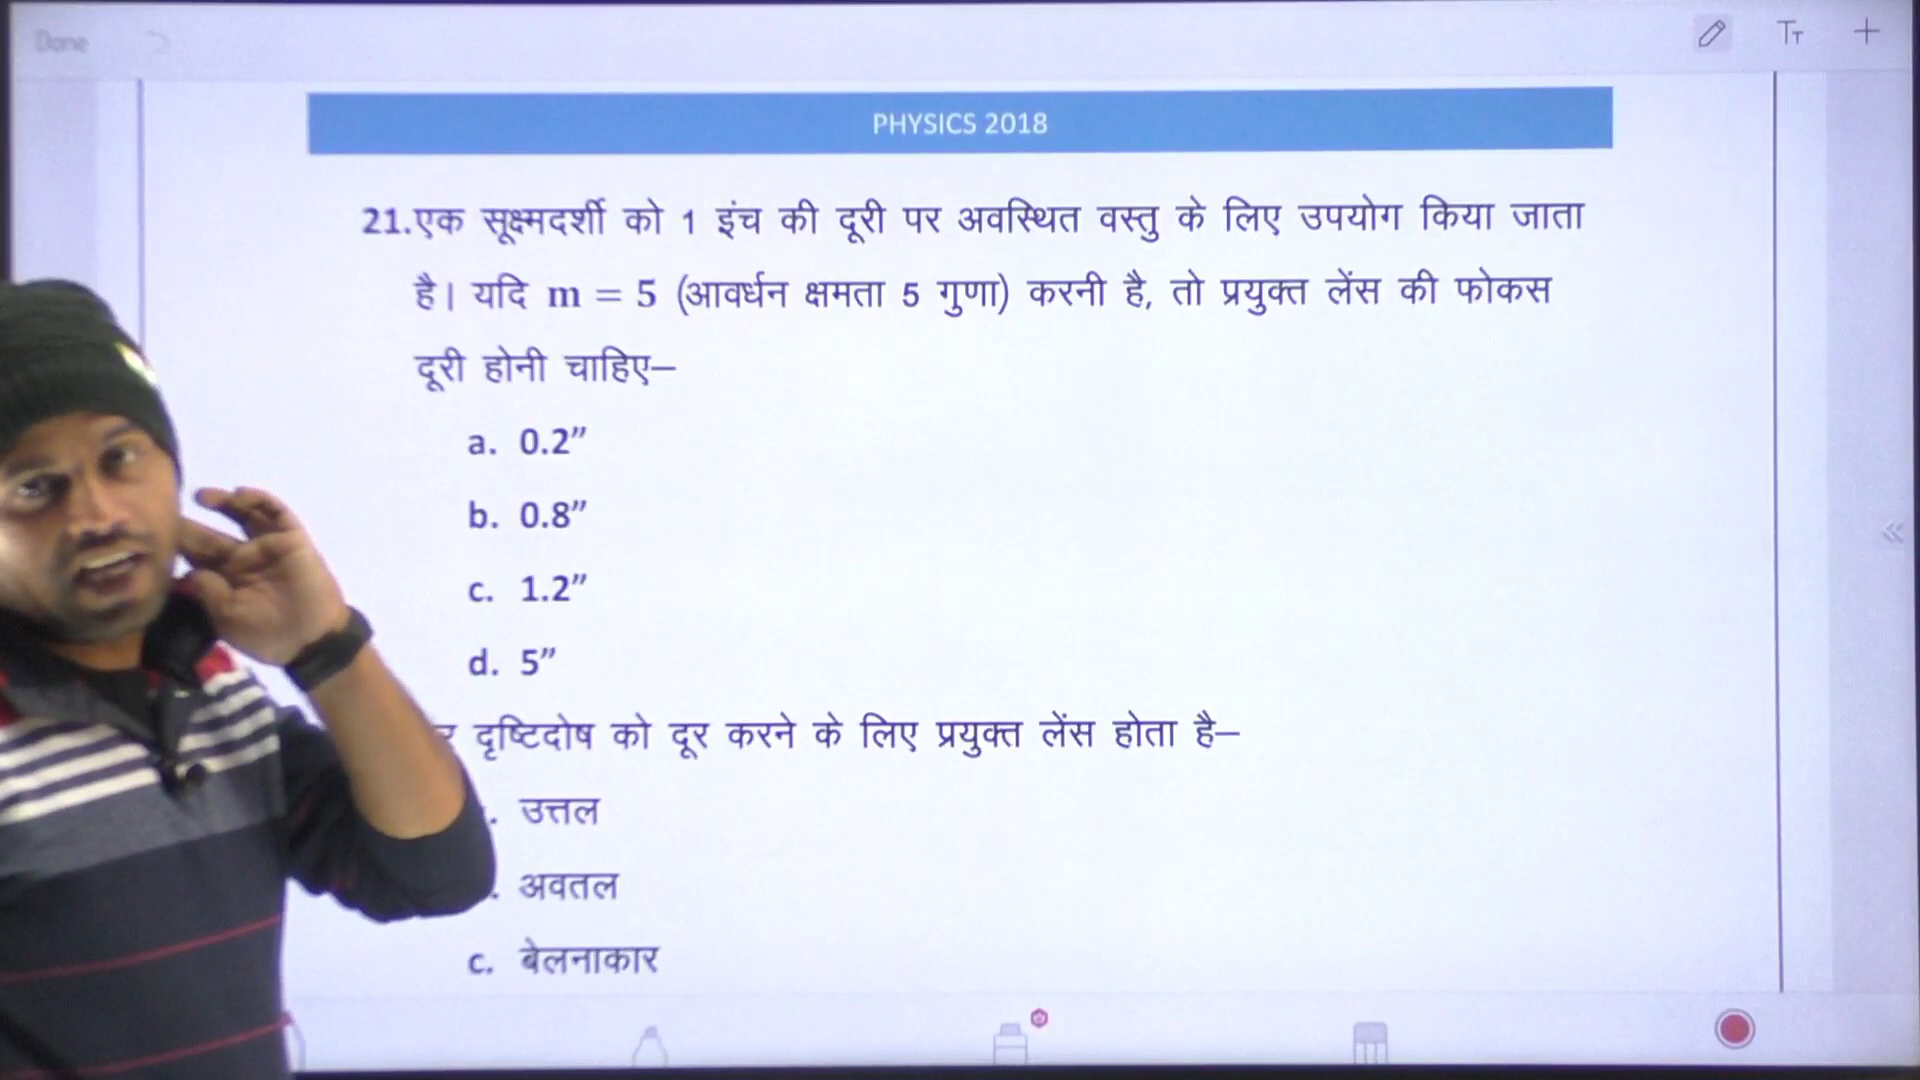 Done
TT
PHYSICS 2018
21.एक सूक्ष्मदर्शी को 1 इंच की दूरी पर अवस्थित वस्तु के लिए उपयोग किया जाता
है। यदि m = 5 (आवर्धन क्षमता 5 गुणा) करनी है, तो प्रयुक्त लेंस की फोकस
दूरी होनी चाहिए–
a. 0.2”
b. 0.8”
c. 1.2”
d. 5”
दृष्टिदोष को दूर करने के लिए प्रयुक्त लेंस होता है–
उत्तल
अवतल
c. बेलनाकार